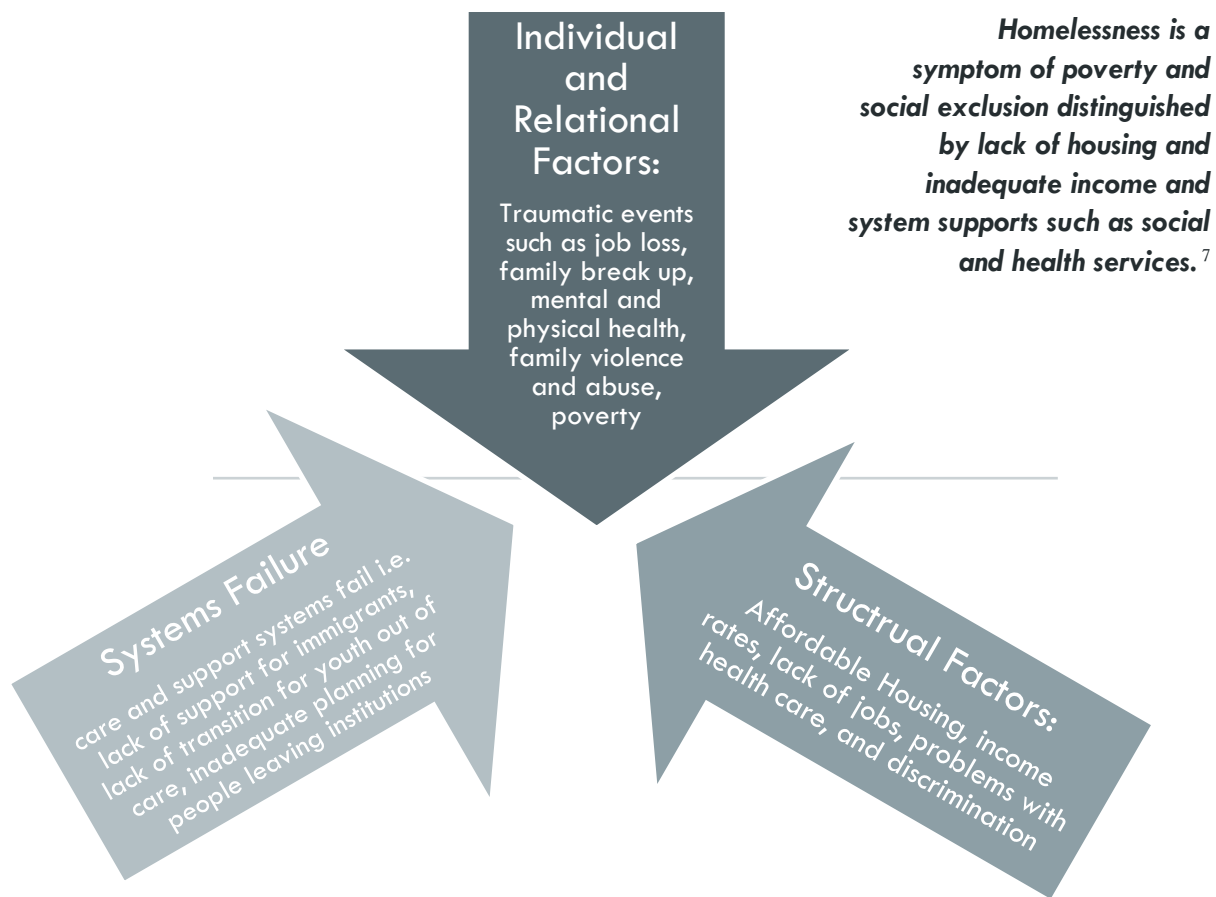 Individual
and
Relational
Factors:
Traumatic events
such as job loss,
family break up,
mental and
physical health,
family violence
and abuse,
poverty
Homelessness is a
symptom of poverty and
social exclusion distinguished
by lack of housing and
inadequate income and
system supports such as social
and health services. 7
Systems Failure
care and support systems fail i.e.
lack of support for immigrants,
lack of transition for youth out of
care, inadequate planning for
people leaving institutions
Structrual Factors:
Affordable Housing, income
rates, lack of jobs, problems with
health care, and discrimination